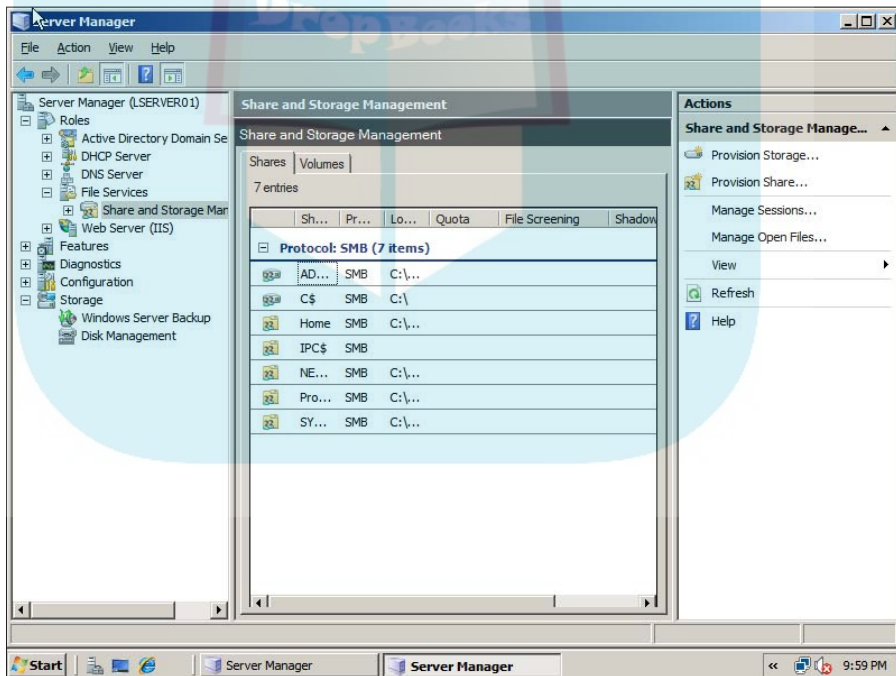 Drop Books
Server Manager
File Action View Help
Server Manager (LSERVER01)
Roles
Active Directory Domain Se
DHCP Server
DNS Server
File Services
Share and Storage Man
Web Server (IIS)
Features
Diagnostics
Configuration
Storage
Windows Server Backup
Disk Management
Share and Storage Management
Share and Storage Management
Shares Volumes
7 entries
Sh... Pr... Lo... Quota File Screening Shadow
Protocol: SMB (7 items)
AD... SMB C:\...
C$ SMB C:\
Home SMB C:\...
IPC$ SMB
NE... SMB C:\...
Pro... SMB C:\...
SY... SMB C:\...
Actions
Share and Storage Manage...
Provision Storage...
Provision Share...
Manage Sessions...
Manage Open Files...
View
Refresh
Help
Start Server Manager Server Manager « 9:59 PM